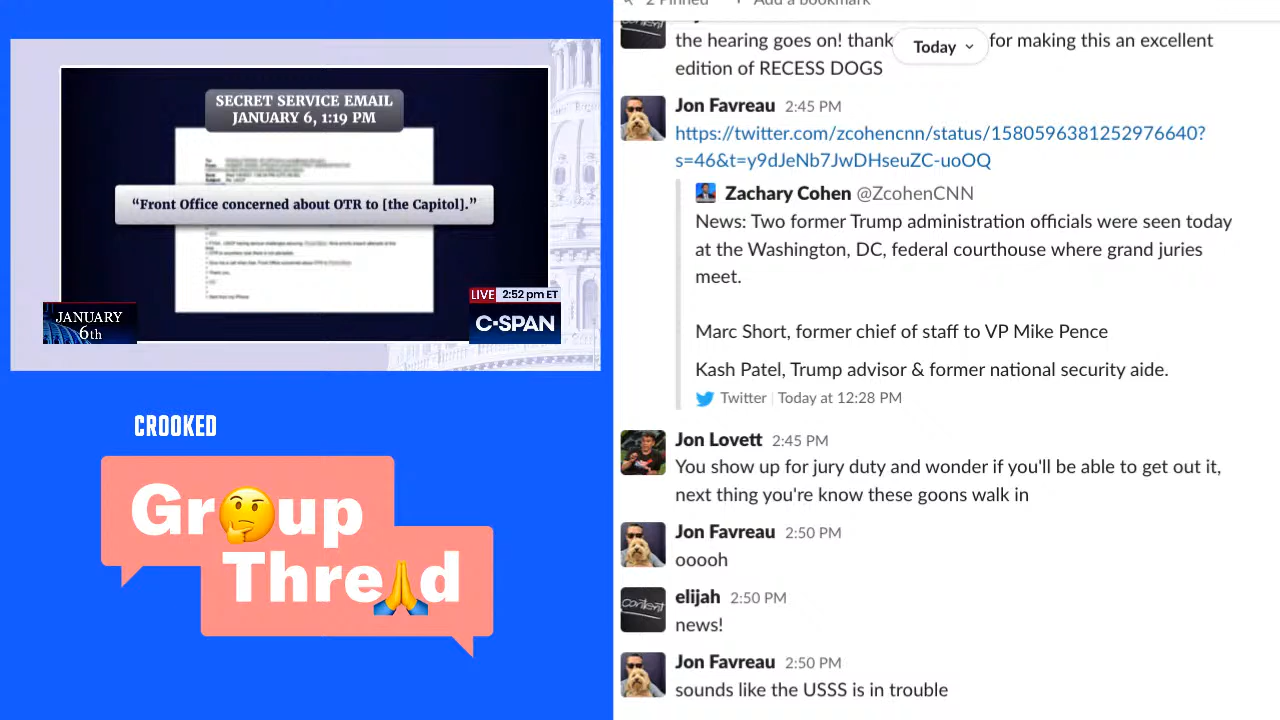 SECRET SERVICE EMAIL
JANUARY 6, 1:19 PM
“Front Office concerned about OTR to [the Capitol].”
JANUARY
6th
LIVE 2:52 pm ET
C-SPAN
CROOKED
Gr🤔up
Thre🙏d
2 Pinned + Add a bookmark
Today
the hearing goes on! thank for making this an excellent
edition of RECESS DOGS
Jon Favreau 2:45 PM
https://twitter.com/zcohencnn/status/1580596381252976640?
s=46&t=y9dJeNb7JwDHseuZC-uoOQ
Zachary Cohen @ZcohenCNN
News: Two former Trump administration officials were seen today
at the Washington, DC, federal courthouse where grand juries
meet.
Marc Short, former chief of staff to VP Mike Pence
Kash Patel, Trump advisor & former national security aide.
Twitter | Today at 12:28 PM
Jon Lovett 2:45 PM
You show up for jury duty and wonder if you'll be able to get out it,
next thing you're know these goons walk in
Jon Favreau 2:50 PM
ooooh
elijah 2:50 PM
news!
Jon Favreau 2:50 PM
sounds like the USSS is in trouble